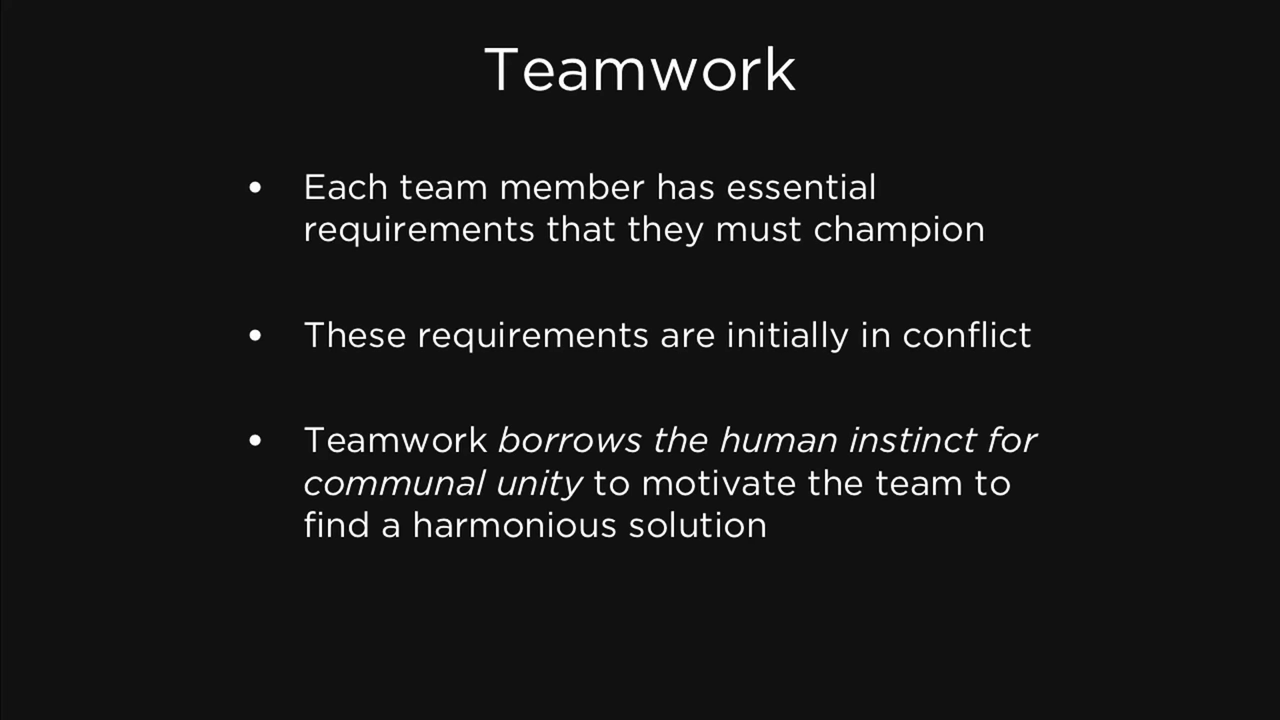 Teamwork
• Each team member has essential
requirements that they must champion
• These requirements are initially in conflict
• Teamwork borrows the human instinct for
communal unity to motivate the team to
find a harmonious solution